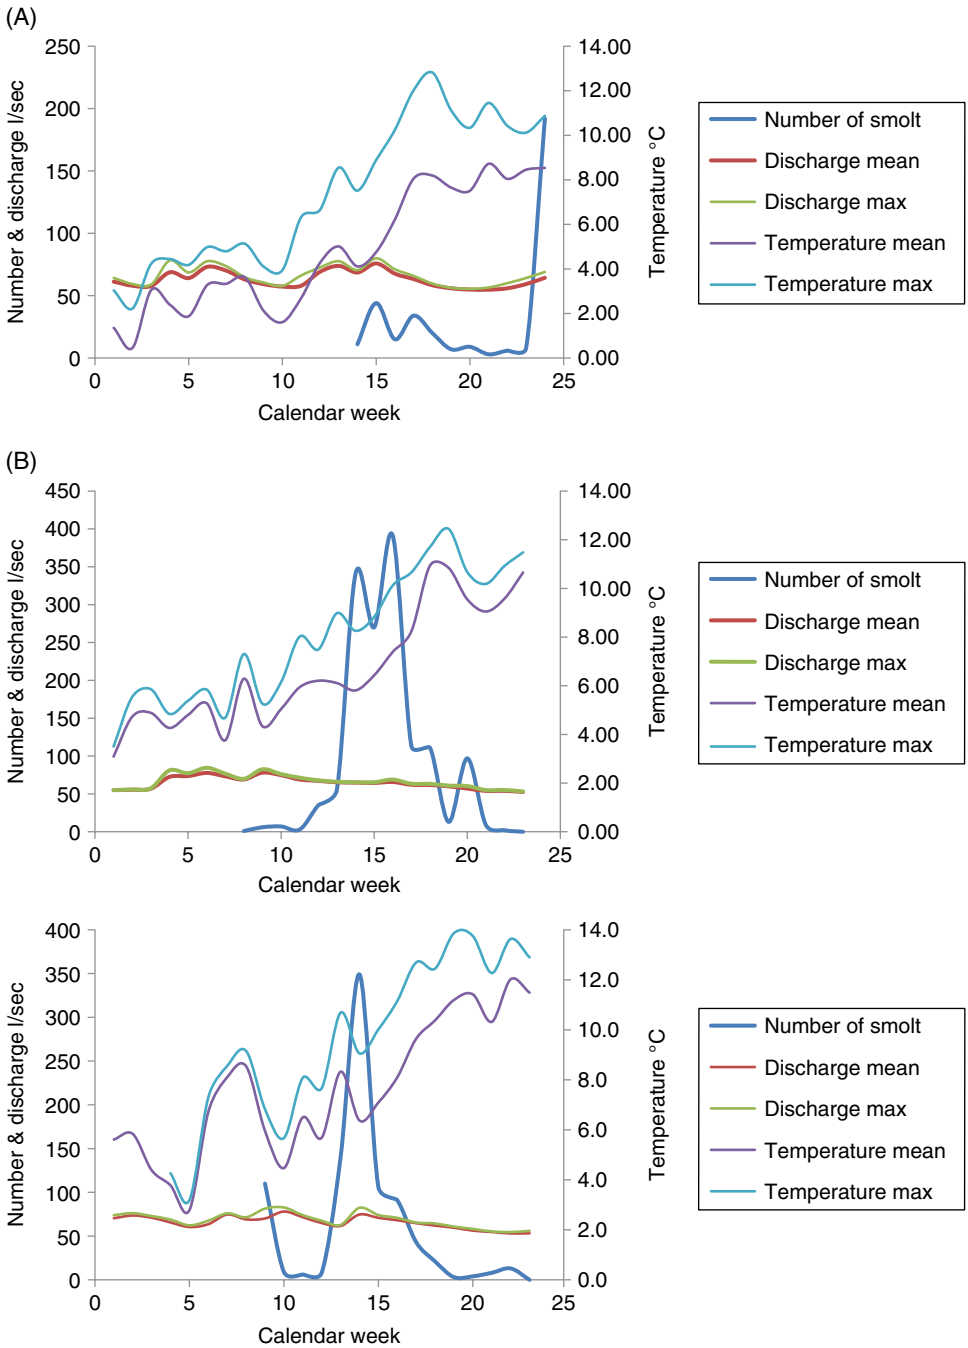 (A)
250
200
150
100
50
0
Number & discharge l/sec
14.00
12.00
10.00
8.00
6.00
4.00
2.00
0.00
Temperature °C
0 5 10 15 20 25
Calendar week
Number of smolt
Discharge mean
Discharge max
Temperature mean
Temperature max
(B)
450
400
350
300
250
200
150
100
50
0
Number & discharge l/sec
14.00
12.00
10.00
8.00
6.00
4.00
2.00
0.00
Temperature °C
0 5 10 15 20 25
Calendar week
Number of smolt
Discharge mean
Discharge max
Temperature mean
Temperature max
400
350
300
250
200
150
100
50
0
Number & discharge l/sec
14.0
12.0
10.0
8.0
6.0
4.0
2.0
0.0
Temperature °C
0 5 10 15 20 25
Calendar week
Number of smolt
Discharge mean
Discharge max
Temperature mean
Temperature max